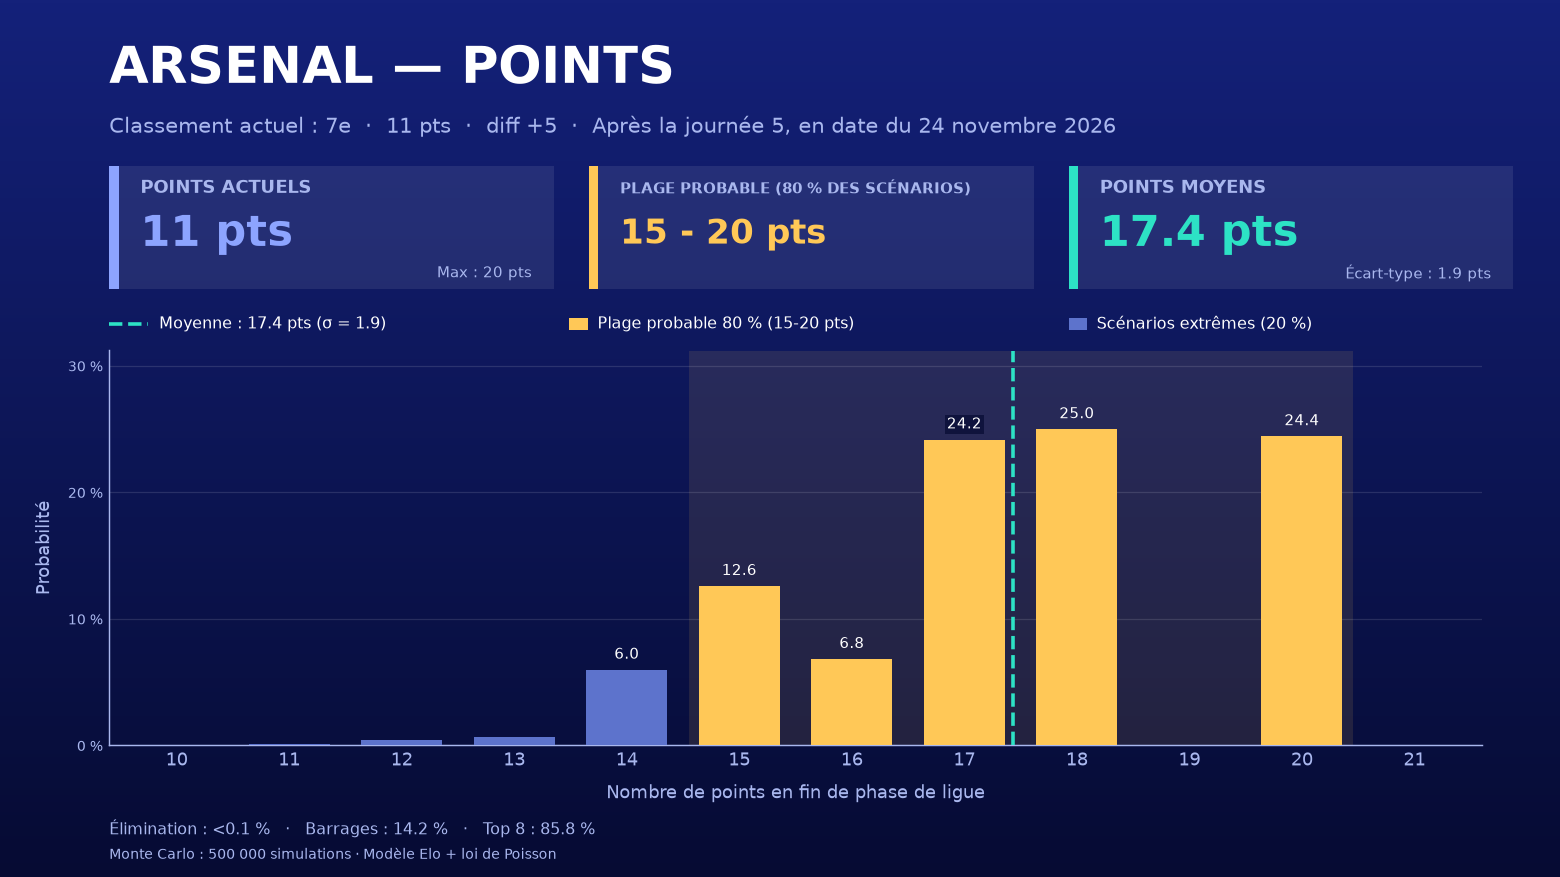 ARSENAL — POINTS
Classement actuel : 7e · 11 pts · diff +5 · Après la journée 5, en date du 24 novembre 2026
POINTS ACTUELS
11 pts
Max : 20 pts
PLAGE PROBABLE (80 % DES SCÉNARIOS)
15 - 20 pts
POINTS MOYENS
17.4 pts
Écart-type : 1.9 pts
Moyenne : 17.4 pts (σ = 1.9)
Plage probable 80 % (15-20 pts)
Scénarios extrêmes (20 %)
Probabilité
30 %
20 %
10 %
0 %
6.0
12.6
6.8
24.2
25.0
24.4
10 11 12 13 14 15 16 17 18 19 20 21
Nombre de points en fin de phase de ligue
Élimination : <0.1 % · Barrages : 14.2 % · Top 8 : 85.8 %
Monte Carlo : 500 000 simulations · Modèle Elo + loi de Poisson